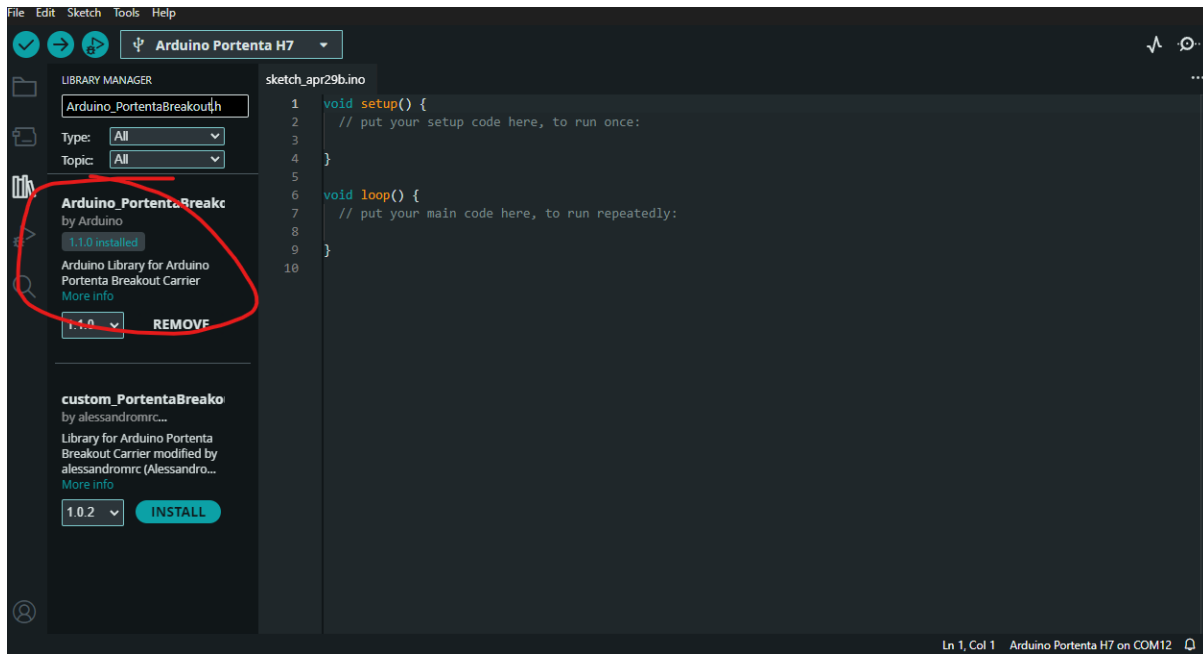 File Edit Sketch Tools Help
Arduino Portenta H7
LIBRARY MANAGER
Arduino_PortentaBreakout.h
Type: All
Topic: All
Arduino_PortentaBreakc
by Arduino
1.1.0 installed
Arduino Library for Arduino
Portenta Breakout Carrier
More info
1.1.0 REMOVE
custom_PortentaBreako
by alessandromrc...
Library for Arduino Portenta
Breakout Carrier modified by
alessandromrc (Alessandro...
More info
1.0.2 INSTALL
sketch_apr29b.ino
1 void setup() {
2 // put your setup code here, to run once:
3
4 }
5
6 void loop() {
7 // put your main code here, to run repeatedly:
8
9 }
10
Ln 1, Col 1 Arduino Portenta H7 on COM12